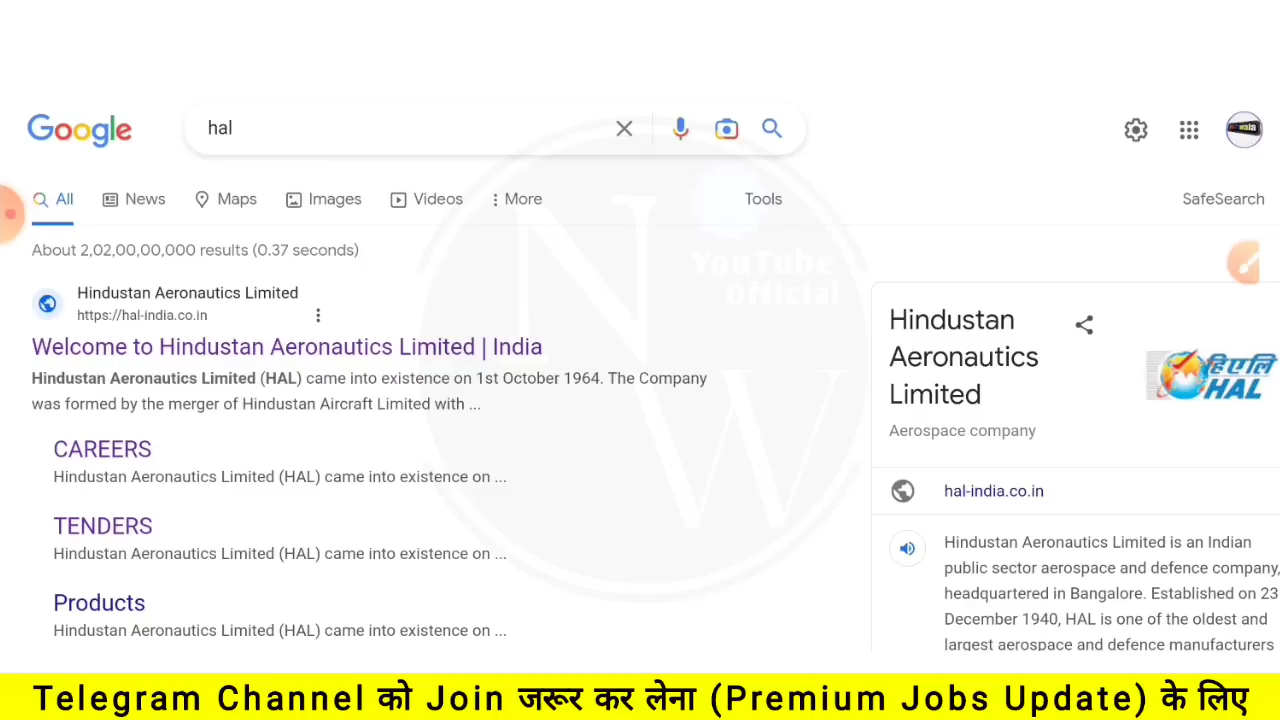 Google
hal
All
News
Maps
Images
Videos
More
Tools
SafeSearch
About 2,02,00,00,000 results (0.37 seconds)
Hindustan Aeronautics Limited
https://hal-india.co.in
Welcome to Hindustan Aeronautics Limited | India
Hindustan Aeronautics Limited (HAL) came into existence on 1st October 1964. The Company
was formed by the merger of Hindustan Aircraft Limited with ...
CAREERS
Hindustan Aeronautics Limited (HAL) came into existence on ...
TENDERS
Hindustan Aeronautics Limited (HAL) came into existence on ...
Products
Hindustan Aeronautics Limited (HAL) came into existence on ...
NW
YouTube
Official
Hindustan
Aeronautics
Limited
हिएलि
HAL
Aerospace company
hal-india.co.in
Hindustan Aeronautics Limited is an Indian
public sector aerospace and defence company,
headquartered in Bangalore. Established on 23
December 1940, HAL is one of the oldest and
largest aerospace and defence manufacturers
Telegram Channel को Join जरूर कर लेना (Premium Jobs Update) के लिए